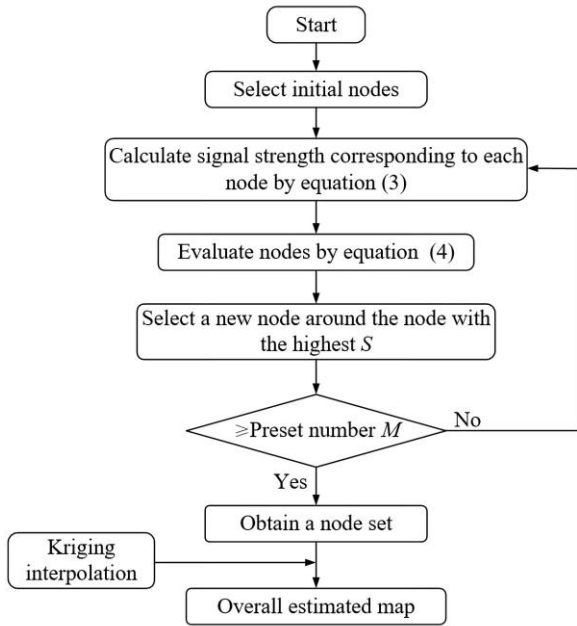 Start
Select initial nodes
Calculate signal strength corresponding to each
node by equation (3)
Evaluate nodes by equation (4)
Select a new node around the node with
the highest S
≥Preset number M
No
Yes
Obtain a node set
Kriging
interpolation
Overall estimated map